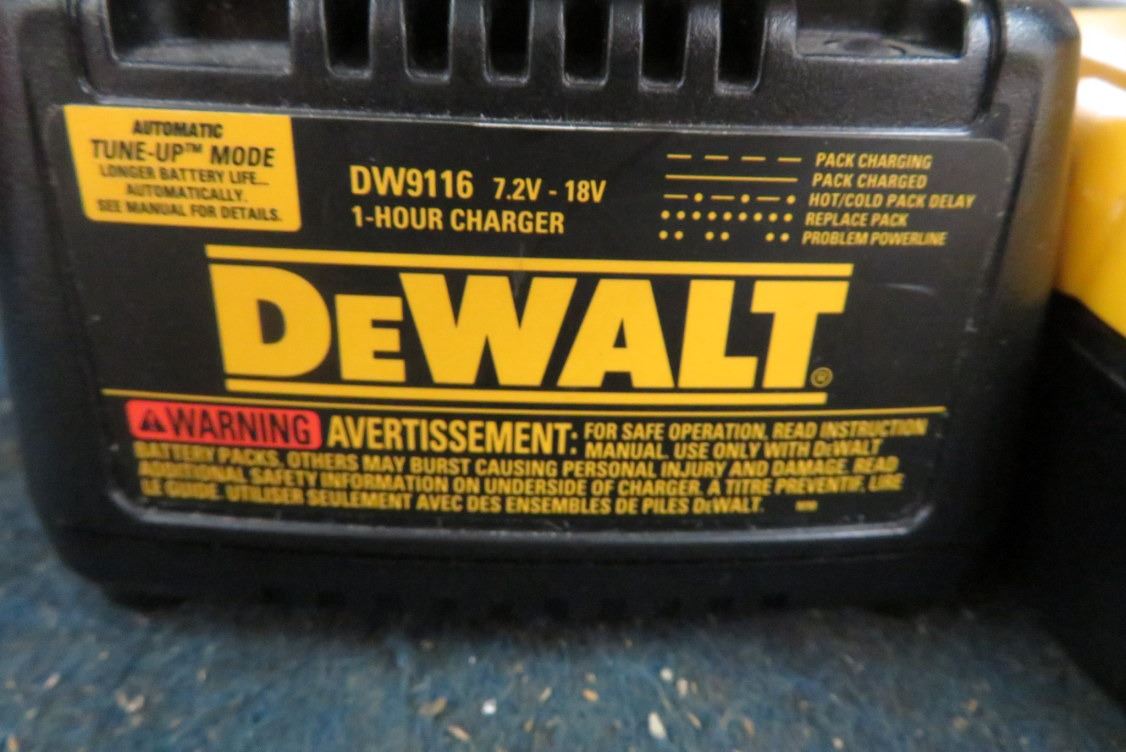 AUTOMATIC
TUNE-UP™ MODE
LONGER BATTERY LIFE...
AUTOMATICALLY.
SEE MANUAL FOR DETAILS.
DW9116 7.2V - 18V
1-HOUR CHARGER
PACK CHARGING
PACK CHARGED
HOT/COLD PACK DELAY
REPLACE PACK
PROBLEM POWERLINE
DEWALT®
WARNING AVERTISSEMENT: FOR SAFE OPERATION, READ INSTRUCTION
MANUAL. USE ONLY WITH DEWALT
BATTERY PACKS, OTHERS MAY BURST CAUSING PERSONAL INJURY AND DAMAGE. READ
ADDITIONAL SAFETY INFORMATION ON UNDERSIDE OF CHARGER. A TITRE PREVENTIF, LIRE
LE GUIDE. UTILISER SEULEMENT AVEC DES ENSEMBLES DE PILES DEWALT.